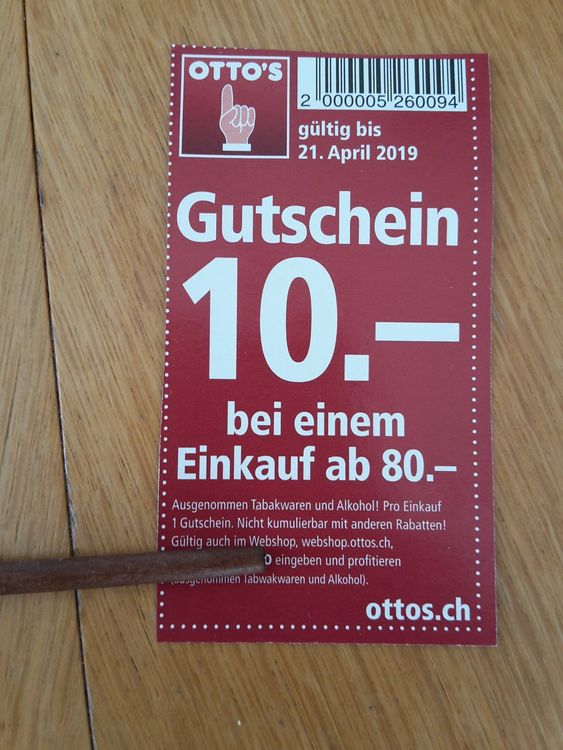 OTTO'S
2 000005 260094
gültig bis
21. April 2019
Gutschein
10.–
bei einem
Einkauf ab 80.–
Ausgenommen Tabakwaren und Alkohol! Pro Einkauf
1 Gutschein. Nicht kumulierbar mit anderen Rabatten!
Gültig auch im Webshop, webshop.ottos.ch,
eingeben und profitieren
(ausgenommen Tabwakwaren und Alkohol).
ottos.ch